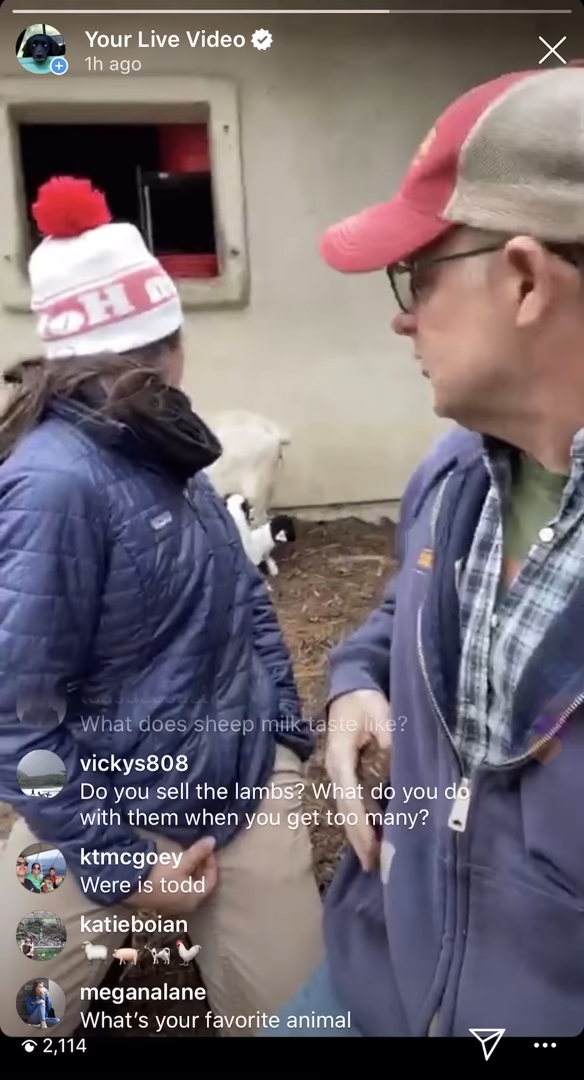 Your Live Video
1h ago
What does sheep milk taste like?
vickys808
Do you sell the lambs? What do you do
with them when you get too many?
ktmcgoey
Were is todd
katieboian
🐑🐖🐐🐓
meganalane
What's your favorite animal
2,114